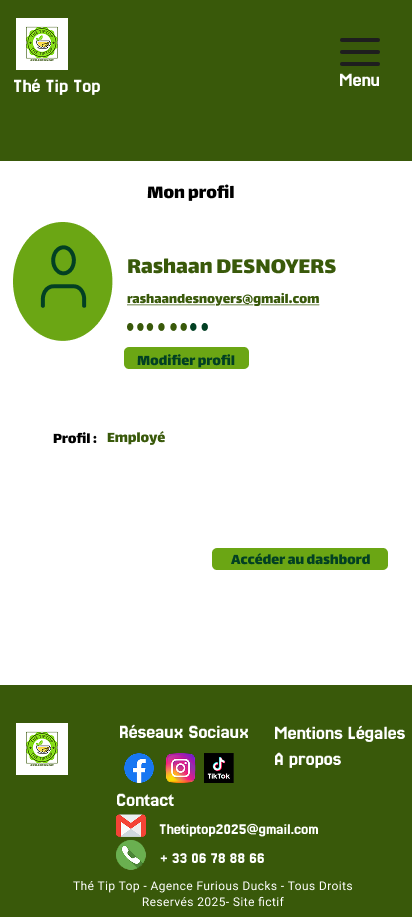 Thé Tip Top
Menu
Mon profil
Rashaan DESNOYERS
rashaandesnoyers@gmail.com
Modifier profil
Profil : Employé
Accéder au dashbord
Réseaux Sociaux
Mentions Légales
A propos
TikTok
Contact
Thetiptop2025@gmail.com
+ 33 06 78 88 66
Thé Tip Top - Agence Furious Ducks - Tous Droits
Reservés 2025- Site fictif